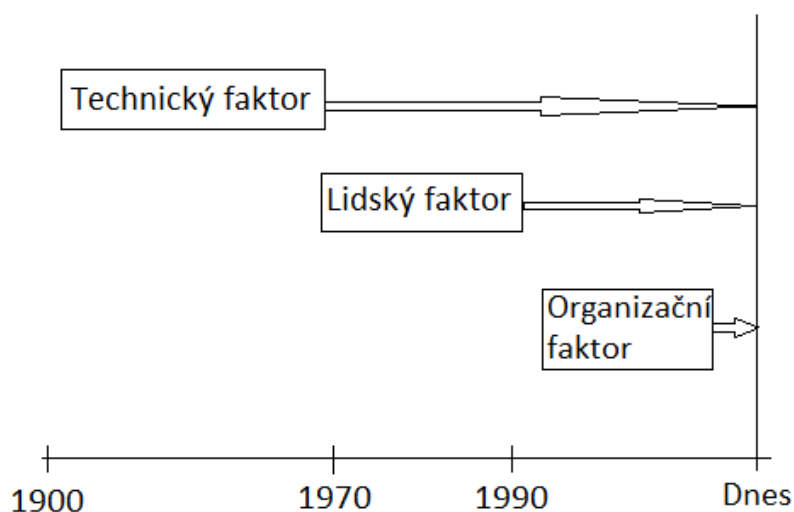 Technický faktor
Lidský faktor
Organizační
faktor
1900
1970
1990
Dnes